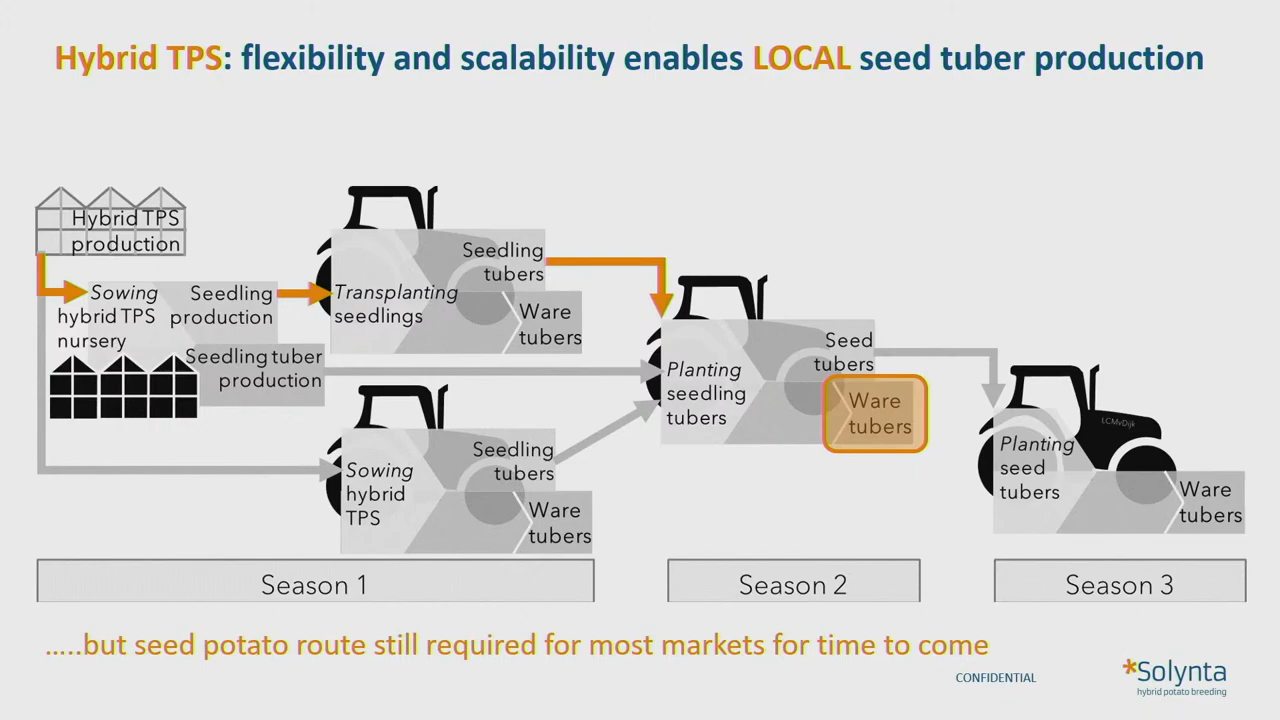 Hybrid TPS: flexibility and scalability enables LOCAL seed tuber production
Hybrid TPS
production
Sowing
hybrid TPS
nursery
Seedling
production
Seedling tuber
production
Transplanting
seedlings
Seedling
tubers
Ware
tubers
Sowing
hybrid
TPS
Seedling
tubers
Ware
tubers
Planting
seedling
tubers
Seed
tubers
Ware
tubers
LCMvDijk
Planting
seed
tubers
Ware
tubers
Season 1
Season 2
Season 3
.....but seed potato route still required for most markets for time to come
CONFIDENTIAL
*Solynta
hybrid potato breeding